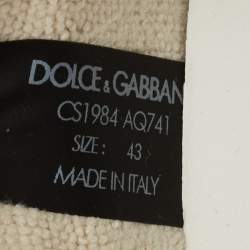 DOLCE & GABBAN
CS1984 AQ741
SIZE: 43
MADE IN ITALY